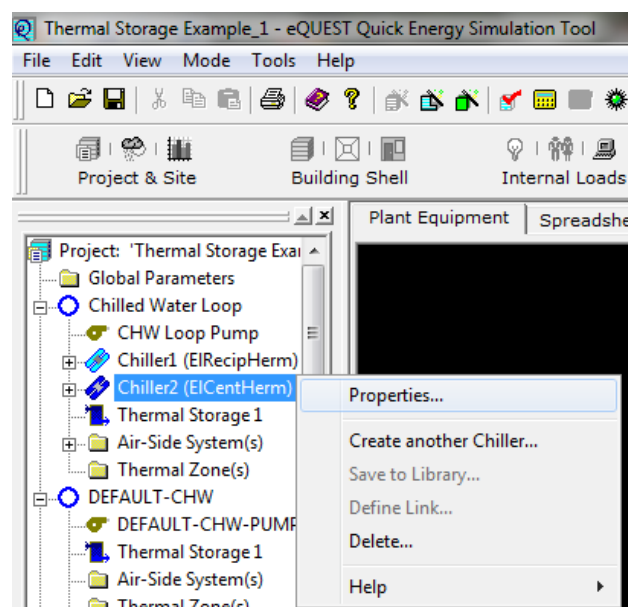 Thermal Storage Example_1 - eQUEST Quick Energy Simulation Tool
File Edit View Mode Tools Help
Project & Site Building Shell Internal Loads
Plant Equipment Spreadshe
Project: 'Thermal Storage Exar
Global Parameters
Chilled Water Loop
CHW Loop Pump
Chiller1 (ElRecipHerm)
Chiller2 (ElCentHerm)
Thermal Storage 1
Air-Side System(s)
Thermal Zone(s)
DEFAULT-CHW
DEFAULT-CHW-PUMP
Thermal Storage 1
Air-Side System(s)
Thermal Zone(s)
Properties...
Create another Chiller...
Save to Library...
Define Link...
Delete...
Help